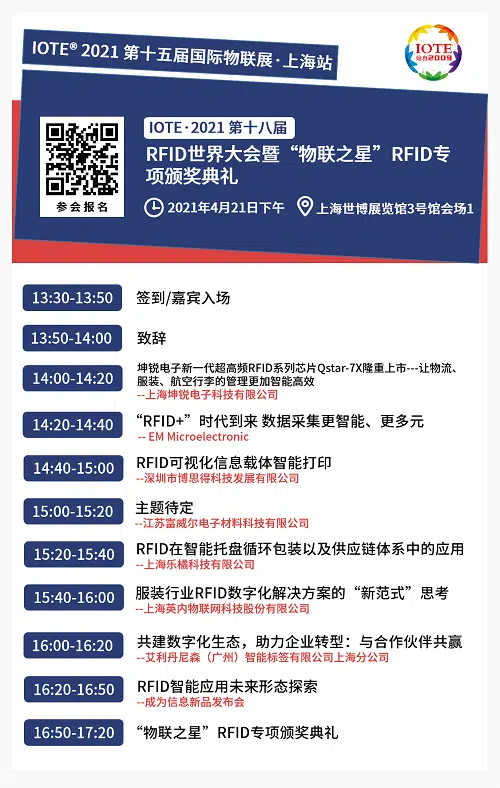 IOTE® 2021 第十五届国际物联展·上海站
IOTE
始自2009
IOTE·2021 第十八届
RFID世界大会暨“物联之星”RFID专
项颁奖典礼
参会报名
2021年4月21日下午
上海世博展览馆3号馆会场1
13:30-13:50 签到/嘉宾入场
13:50-14:00 致辞
14:00-14:20 坤锐电子新一代超高频RFID系列芯片Qstar-7X隆重上市---让物流、
服装、航空行李的管理更加智能高效
--上海坤锐电子科技有限公司
14:20-14:40 “RFID+”时代到来 数据采集更智能、更多元
-- EM Microelectronic
14:40-15:00 RFID可视化信息载体智能打印
--深圳市博思得科技发展有限公司
15:00-15:20 主题待定
--江苏富威尔电子材料科技有限公司
15:20-15:40 RFID在智能托盘循环包装以及供应链体系中的应用
--上海乐橘科技有限公司
15:40-16:00 服装行业RFID数字化解决方案的“新范式”思考
--上海英内物联网科技股份有限公司
16:00-16:20 共建数字化生态，助力企业转型：与合作伙伴共赢
--艾利丹尼森（广州）智能标签有限公司上海分公司
16:20-16:50 RFID智能应用未来形态探索
--成为信息新品发布会
16:50-17:20 “物联之星”RFID专项颁奖典礼